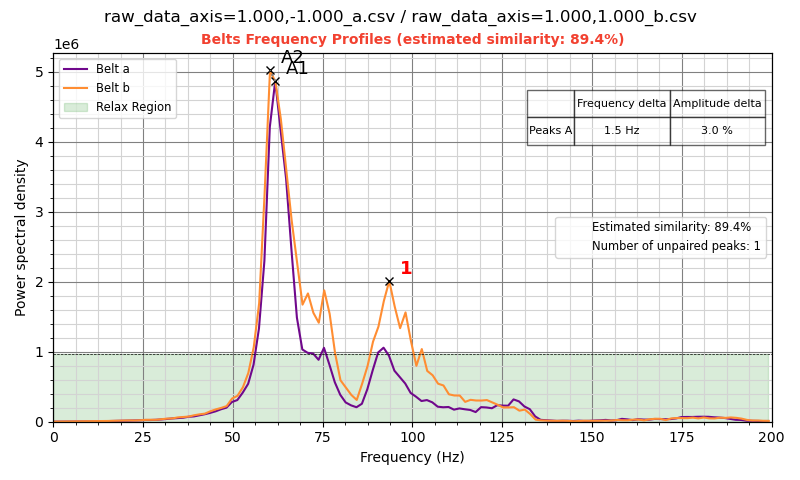 raw_data_axis=1.000,-1.000_a.csv / raw_data_axis=1.000,1.000_b.csv
Belts Frequency Profiles (estimated similarity: 89.4%)
1e6
A2
A1
Belt a
Belt b
Relax Region
Frequency delta Amplitude delta
Peaks A 1.5 Hz 3.0 %
Estimated similarity: 89.4%
Number of unpaired peaks: 1
1
5
4
3
2
1
0
Power spectral density
0 25 50 75 100 125 150 175 200
Frequency (Hz)